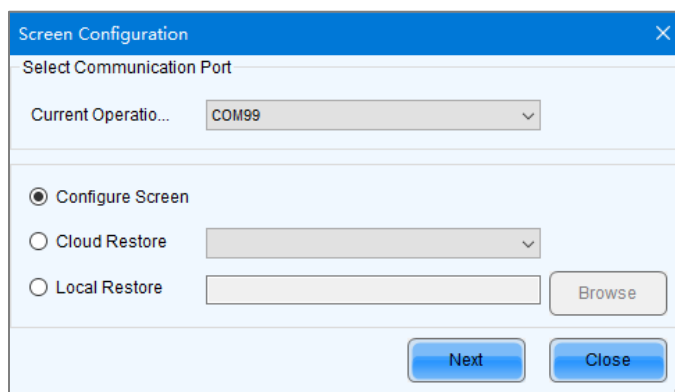 Screen Configuration
Select Communication Port
Current Operatio... COM99
Configure Screen
Cloud Restore
Local Restore Browse
Next Close